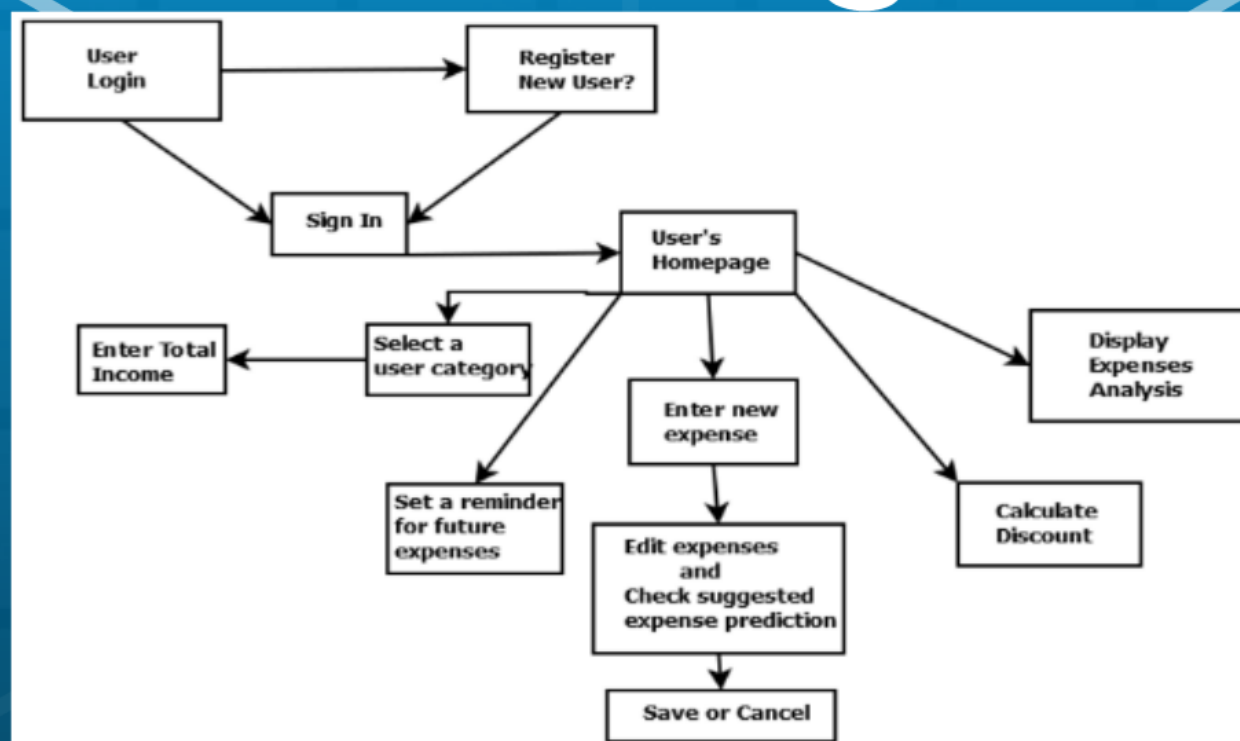 User
Login
Register
New User?
Sign In
User's
Homepage
Enter Total
Income
Select a
user category
Display
Expenses
Analysis
Enter new
expense
Set a reminder
for future
expenses
Calculate
Discount
Edit expenses
and
Check suggested
expense prediction
Save or Cancel